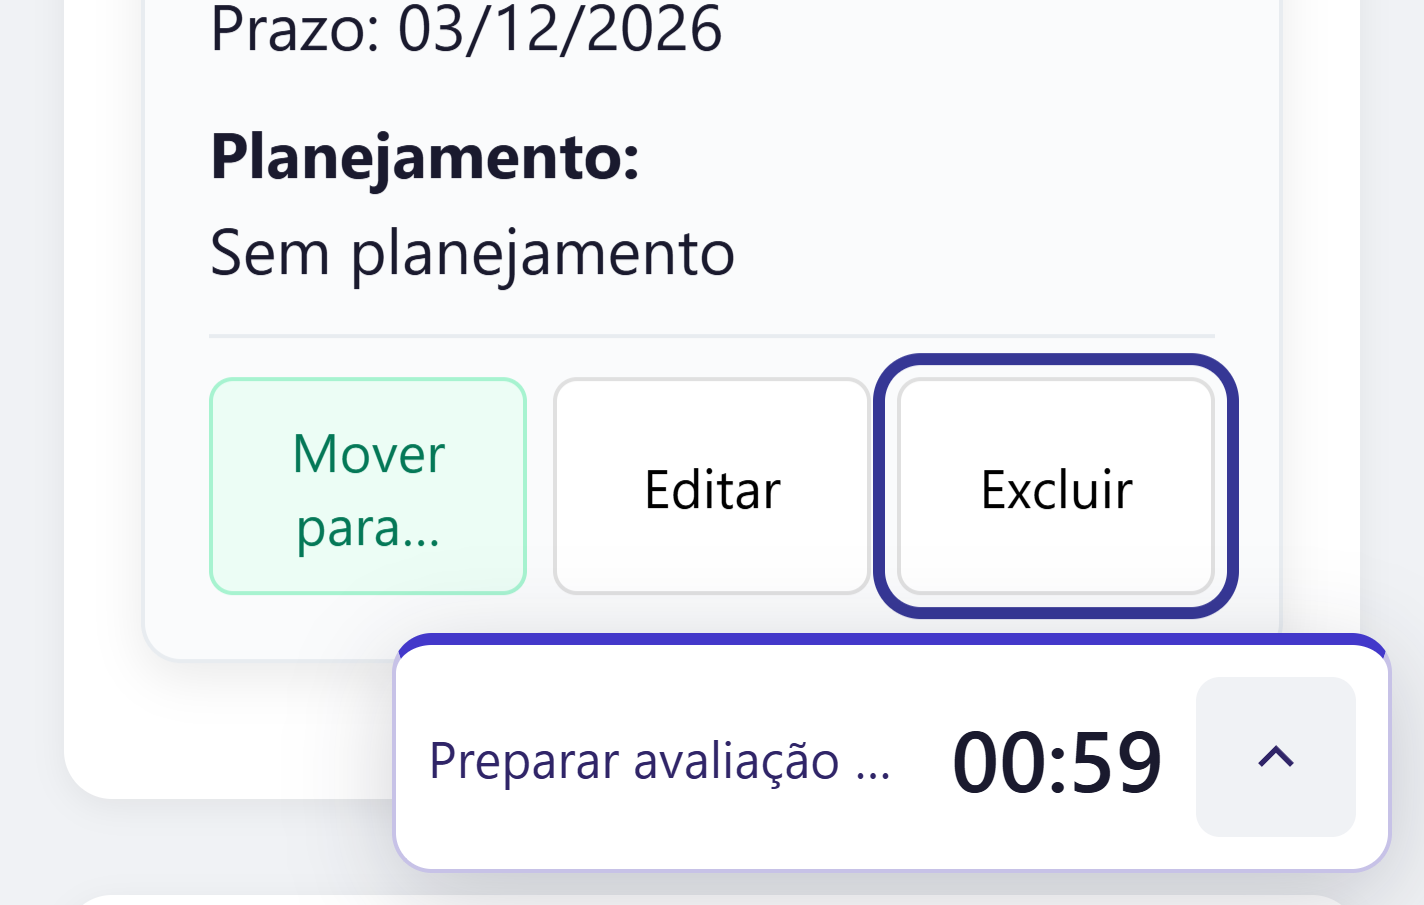 Prazo: 03/12/2026
Planejamento:
Sem planejamento
Mover
para...
Editar
Excluir
Preparar avaliação ...
00:59